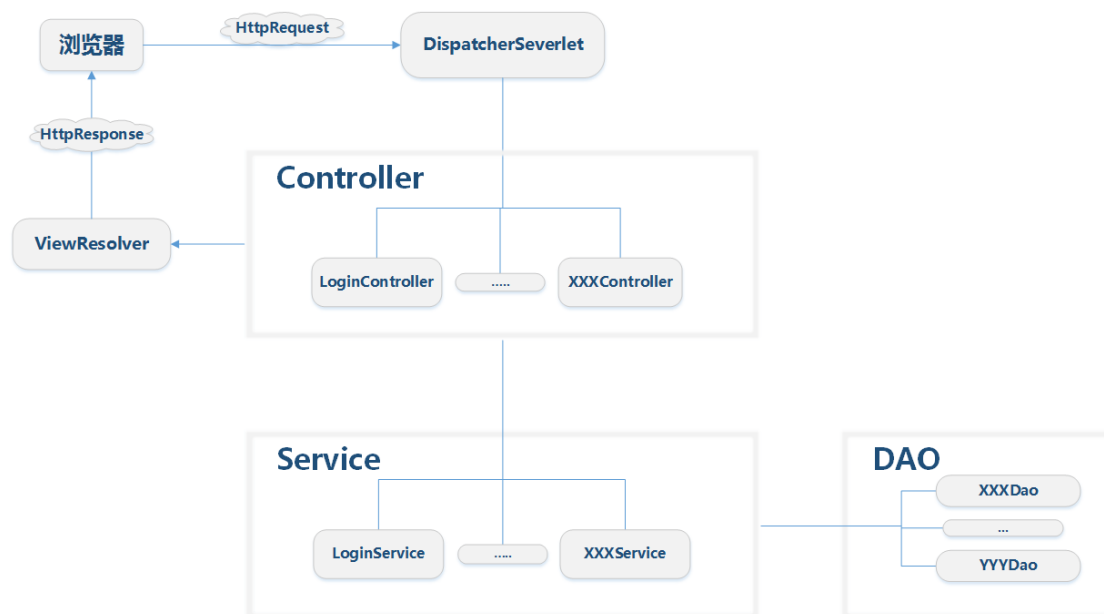 浏览器
HttpRequest
DispatcherSeverlet
HttpResponse
Controller
ViewResolver
LoginController
.....
XXXController
Service
DAO
XXXDao
...
YYYDao
LoginService
.....
XXXService